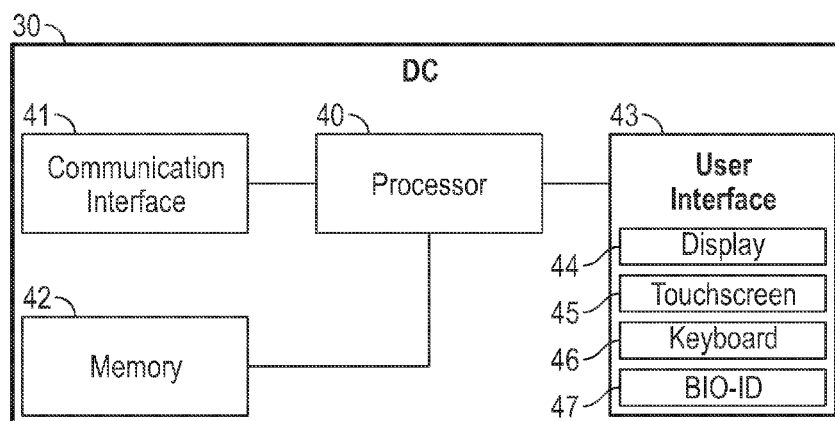 30
DC
41
Communication
Interface
40
Processor
43
User
Interface
44
Display
45
Touchscreen
46
Keyboard
47
BIO-ID
42
Memory